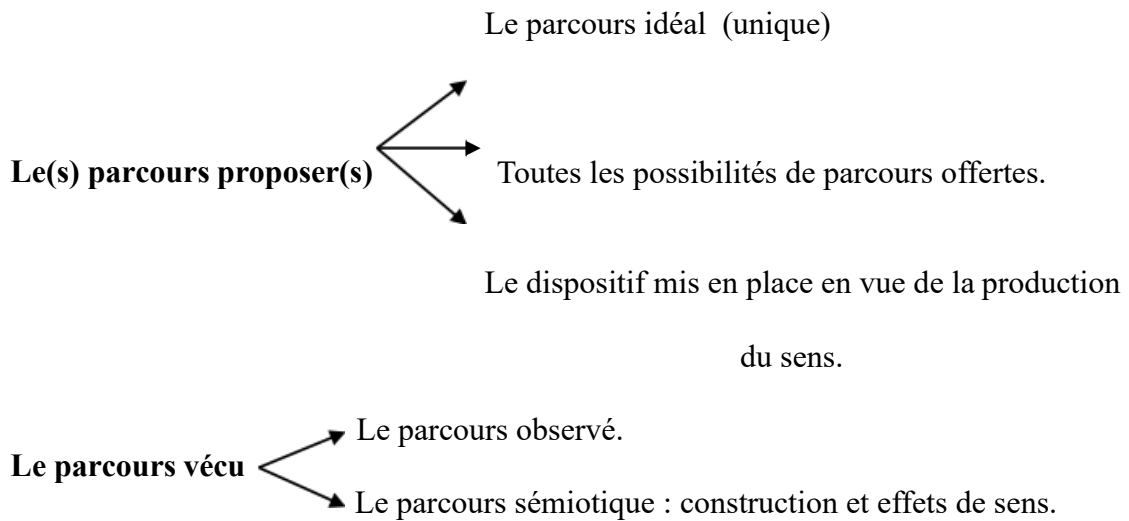 Le parcours idéal (unique)
Le(s) parcours proposer(s)
Toutes les possibilités de parcours offertes.
Le dispositif mis en place en vue de la production
du sens.
Le parcours observé.
Le parcours vécu
Le parcours sémiotique : construction et effets de sens.